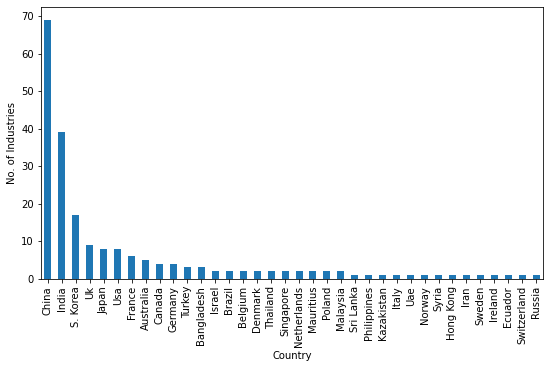 70
60
50
40
30
20
10
0
No. of Industries
China
India
S. Korea
Uk
Japan
Usa
France
Australia
Canada
Germany
Turkey
Bangladesh
Israel
Brazil
Belgium
Denmark
Thailand
Singapore
Netherlands
Mauritius
Poland
Malaysia
Sri Lanka
Philippines
Kazakistan
Italy
Uae
Norway
Syria
Hong Kong
Iran
Sweden
Ireland
Ecuador
Switzerland
Russia
Country